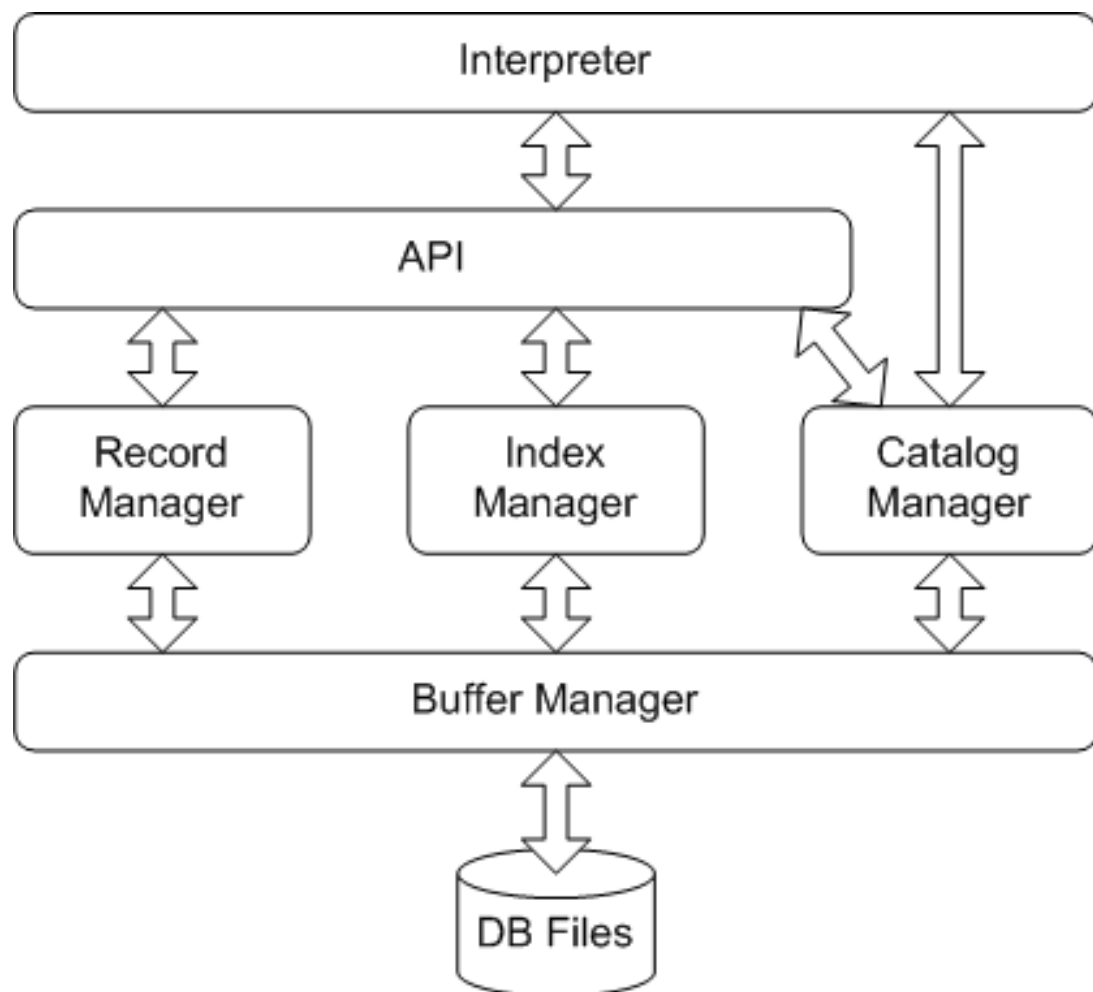 Interpreter
API
Record
Manager
Index
Manager
Catalog
Manager
Buffer Manager
DB Files